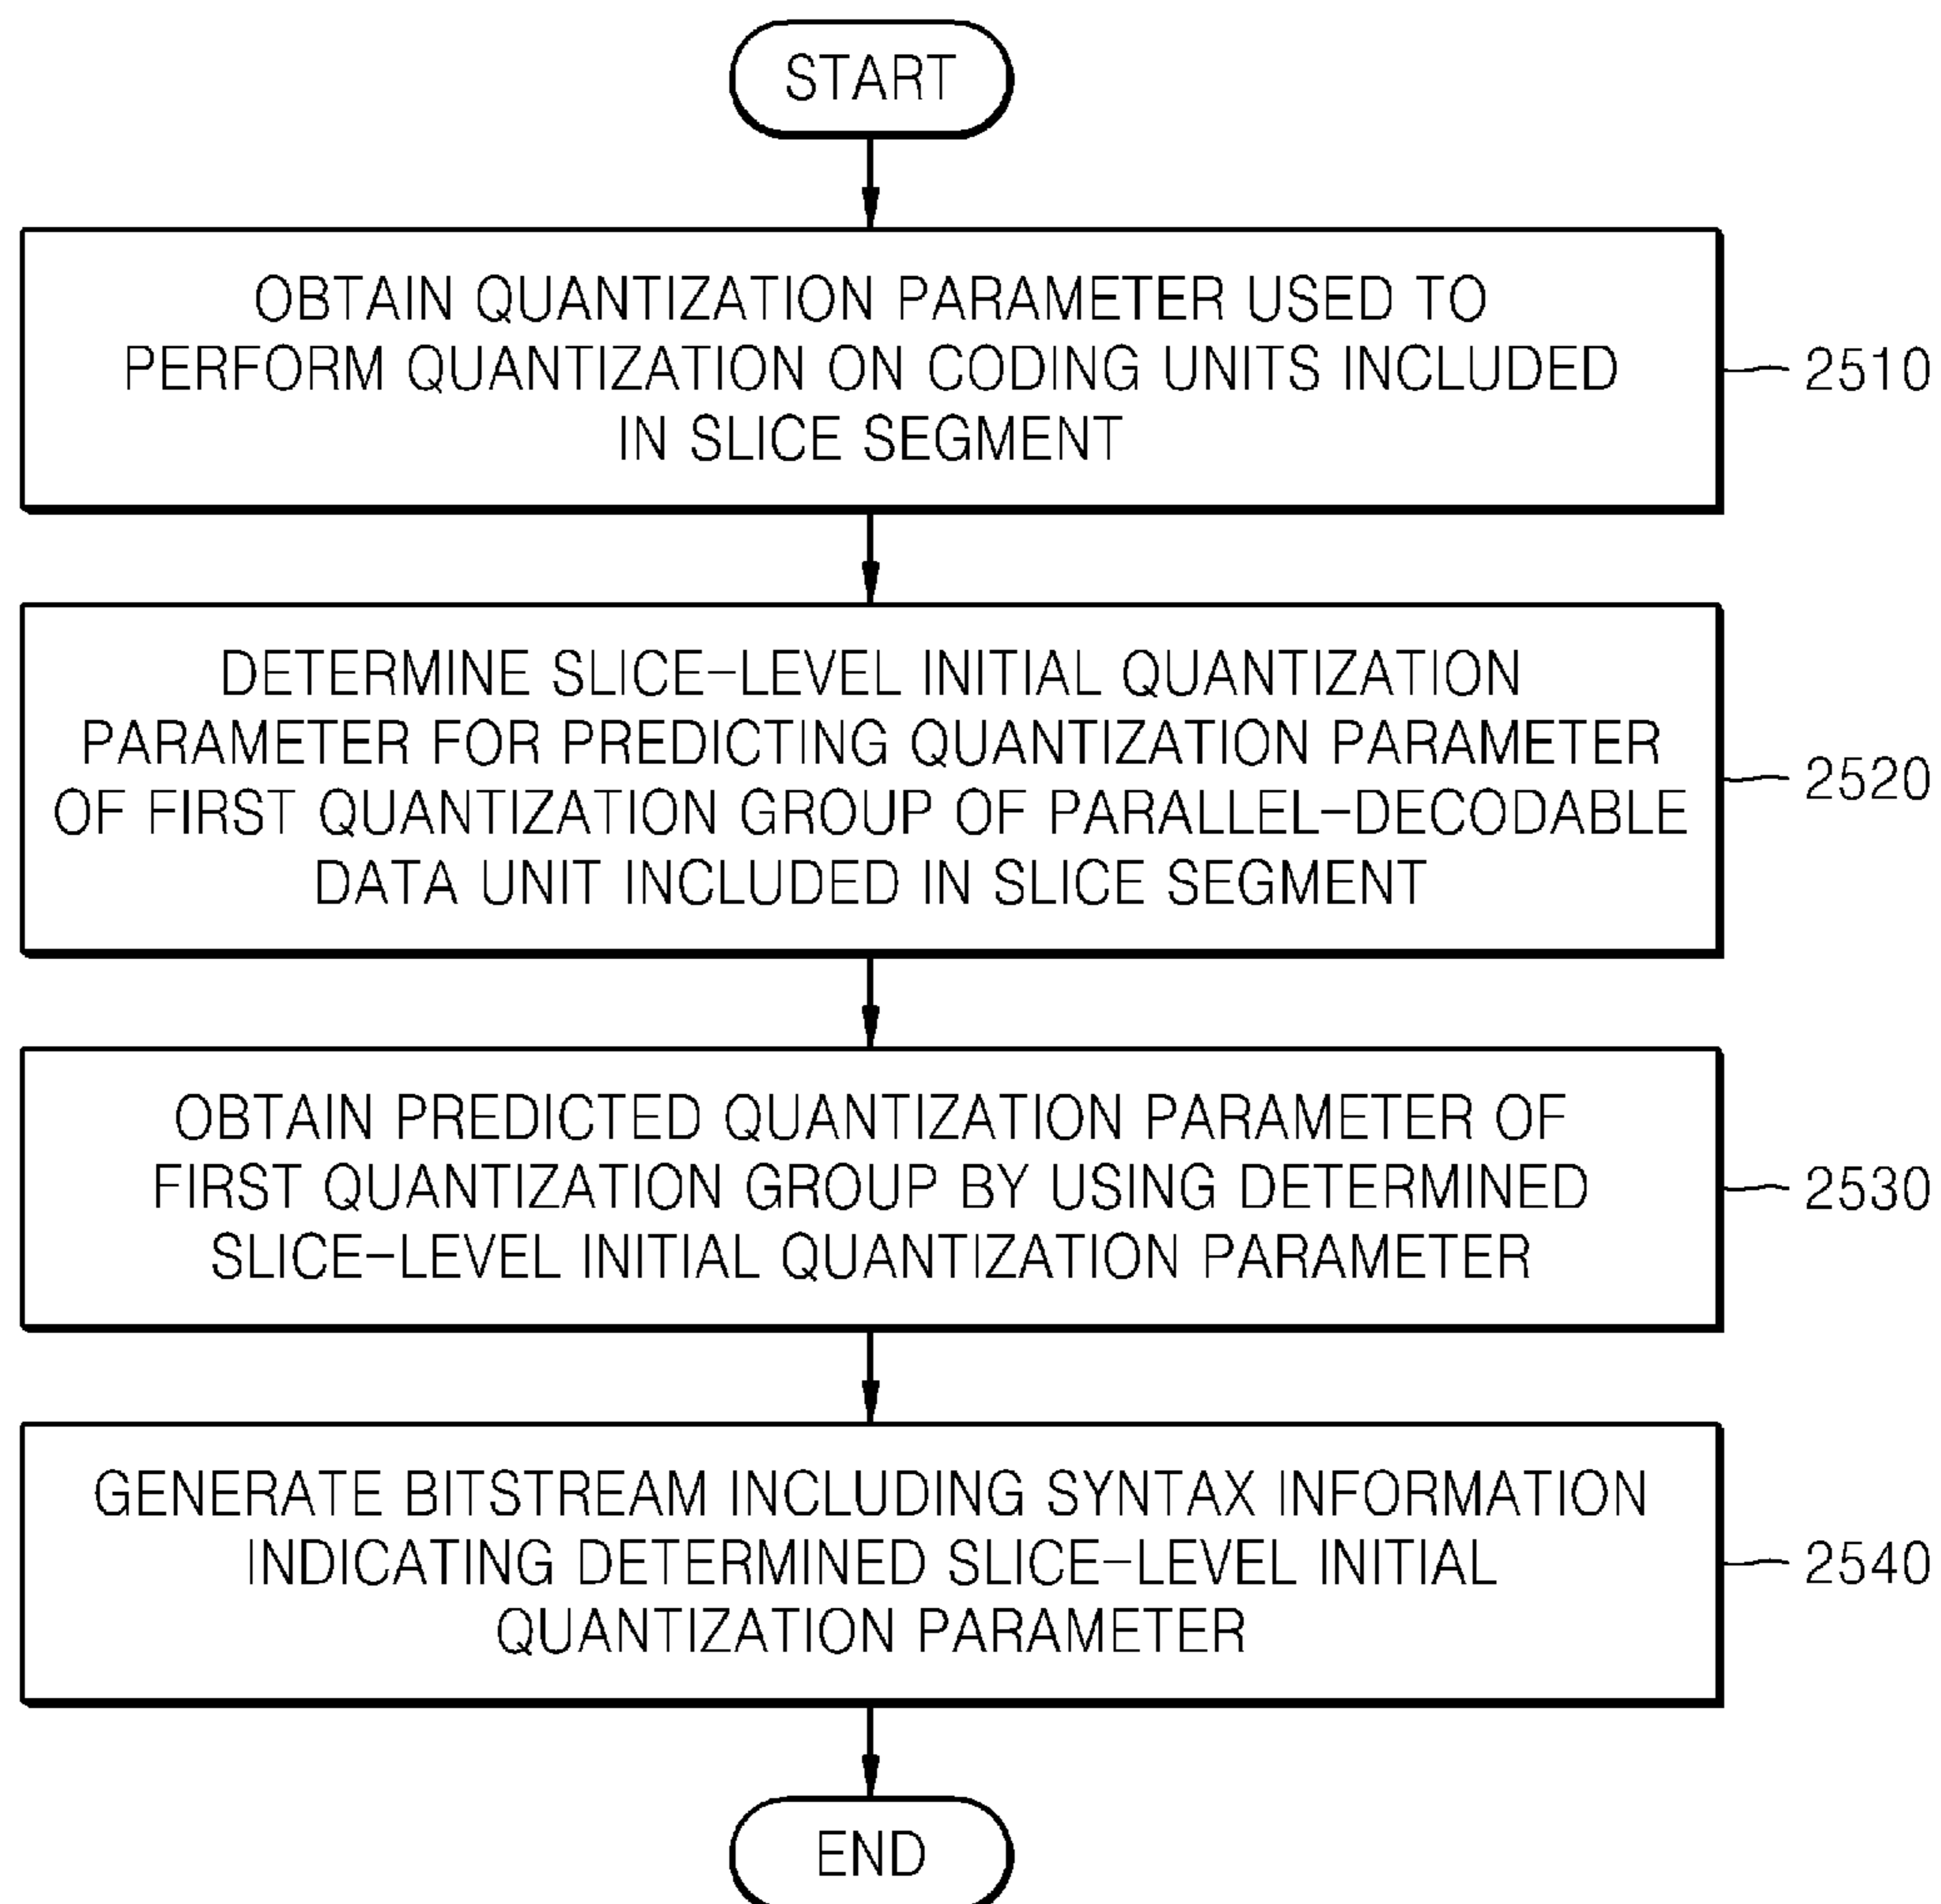 START
OBTAIN QUANTIZATION PARAMETER USED TO
PERFORM QUANTIZATION ON CODING UNITS INCLUDED
IN SLICE SEGMENT
2510
DETERMINE SLICE-LEVEL INITIAL QUANTIZATION
PARAMETER FOR PREDICTING QUANTIZATION PARAMETER
OF FIRST QUANTIZATION GROUP OF PARALLEL-DECODABLE
DATA UNIT INCLUDED IN SLICE SEGMENT
2520
OBTAIN PREDICTED QUANTIZATION PARAMETER OF
FIRST QUANTIZATION GROUP BY USING DETERMINED
SLICE-LEVEL INITIAL QUANTIZATION PARAMETER
2530
GENERATE BITSTREAM INCLUDING SYNTAX INFORMATION
INDICATING DETERMINED SLICE-LEVEL INITIAL
QUANTIZATION PARAMETER
2540
END